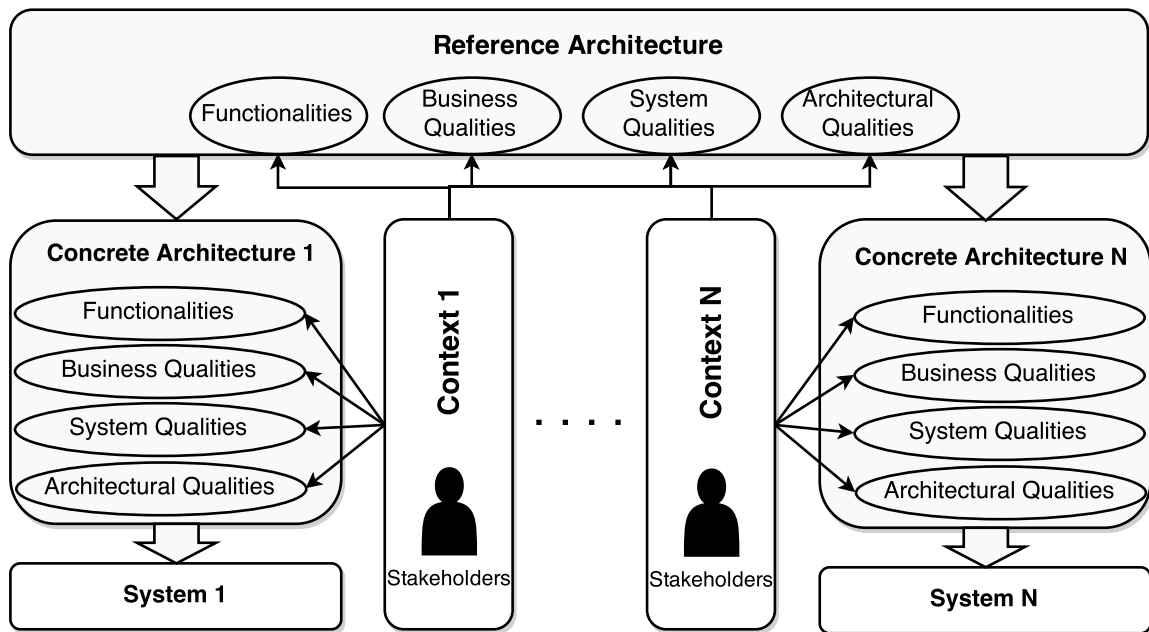 Reference Architecture
Functionalities
Business
Qualities
System
Qualities
Architectural
Qualities
Concrete Architecture 1
Functionalities
Business Qualities
System Qualities
Architectural Qualities
System 1
Context 1
Stakeholders
. . . .
Context N
Stakeholders
Concrete Architecture N
Functionalities
Business Qualities
System Qualities
Architectural Qualities
System N